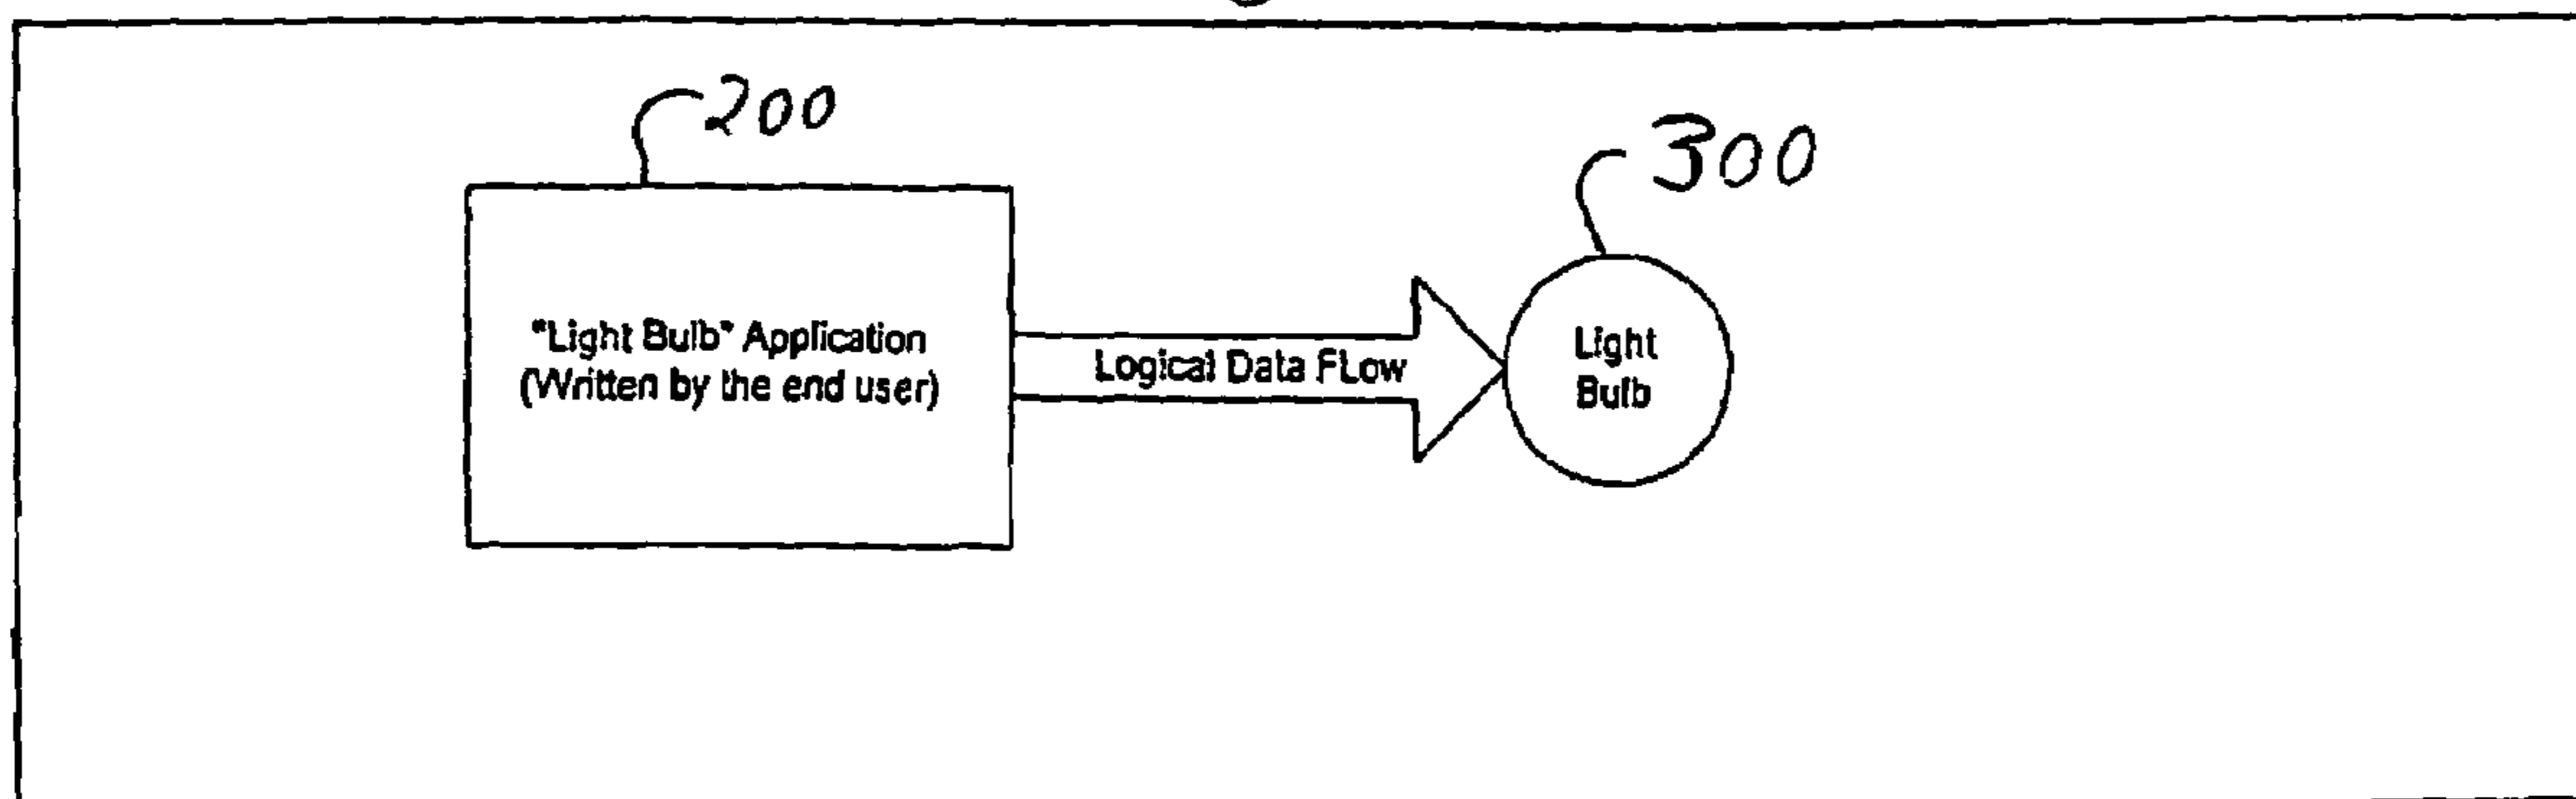 200
300
"Light Bulb" Application
(Written by the end user)
Logical Data FLow
Light
Bulb